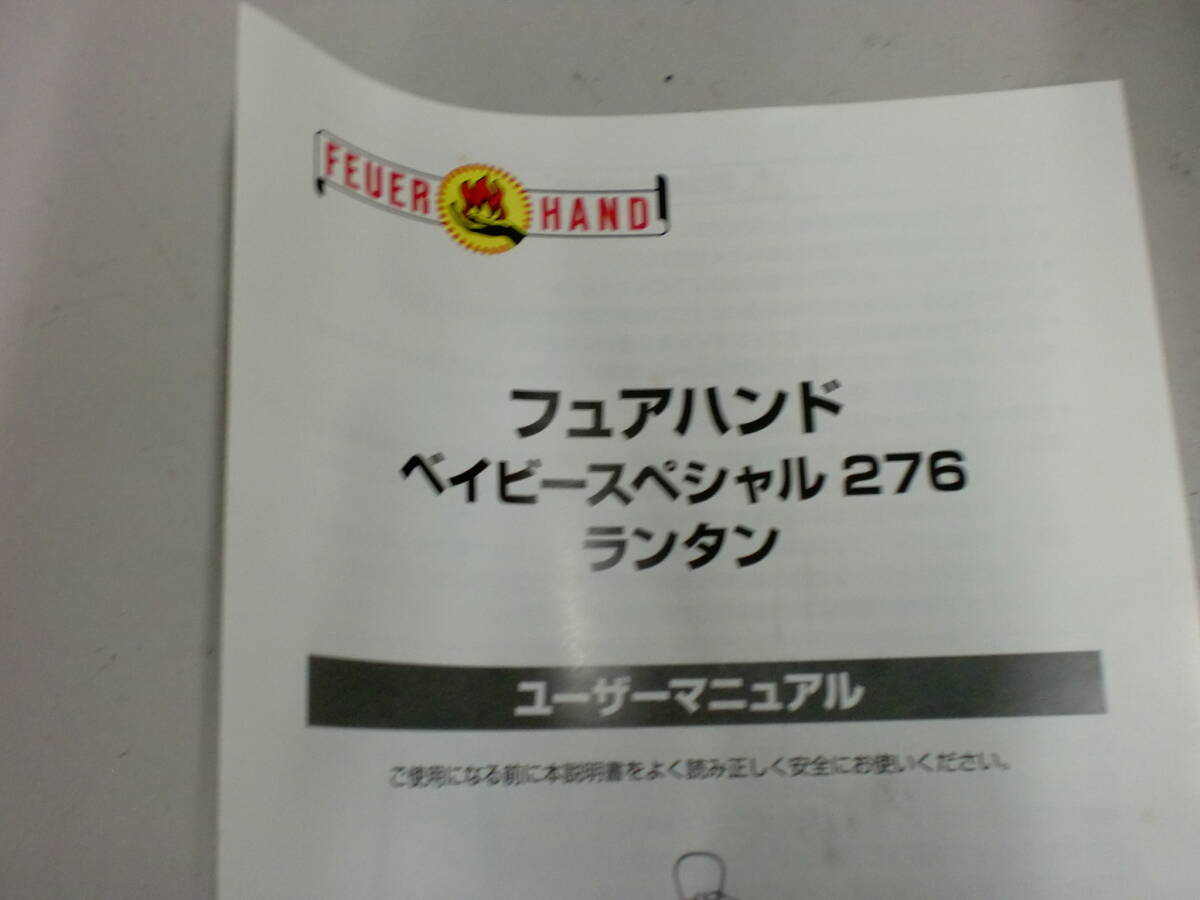 FEUER HAND
フュアハンド
ベイビースペシャル 276
ランタン
ユーザーマニュアル
ご使用になる前に本説明書をよく読み正しく安全にお使いください。